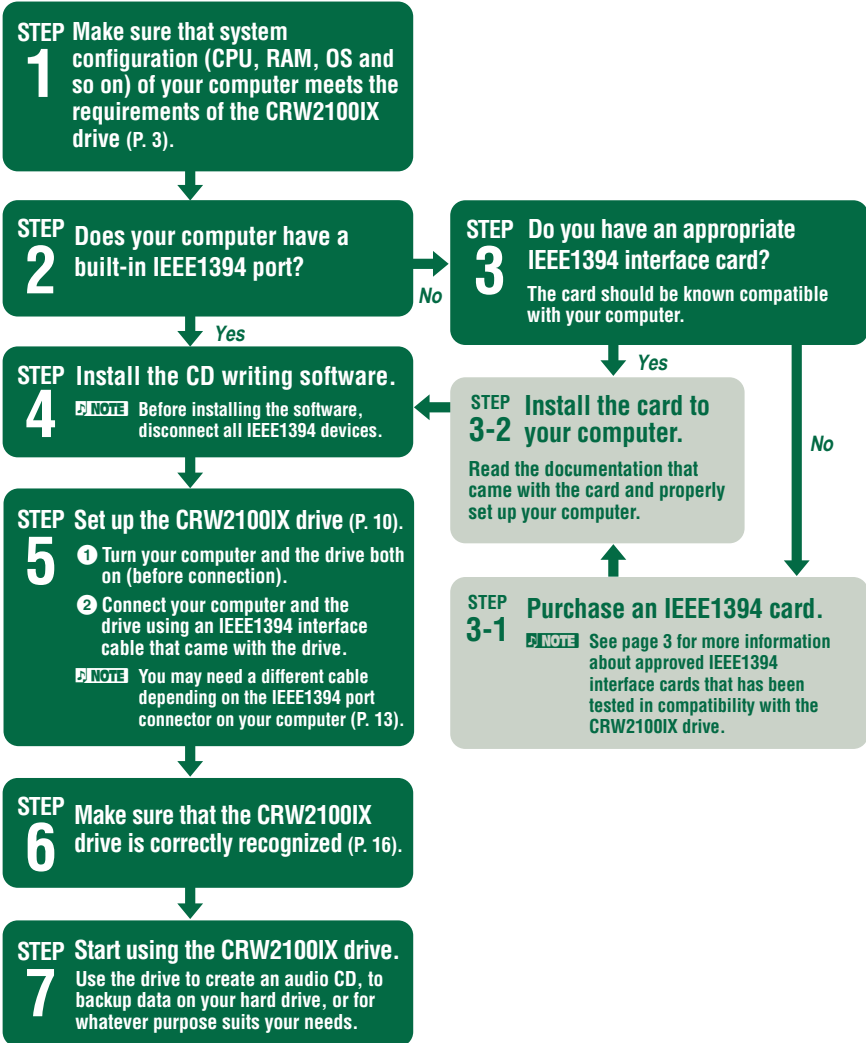 STEP 1
Make sure that system
configuration (CPU, RAM, OS and
so on) of your computer meets the
requirements of the CRW2100IX
drive (P. 3).
STEP 2
Does your computer have a
built-in IEEE1394 port?
No
Yes
STEP 3
Do you have an appropriate
IEEE1394 interface card?
The card should be known compatible
with your computer.
Yes
No
STEP 3-1
Purchase an IEEE1394 card.
NOTE See page 3 for more information
about approved IEEE1394
interface cards that has been
tested in compatibility with the
CRW2100IX drive.
STEP 3-2
Install the card to
your computer.
Read the documentation that
came with the card and properly
set up your computer.
STEP 4
Install the CD writing software.
NOTE Before installing the software,
disconnect all IEEE1394 devices.
STEP 5
Set up the CRW2100IX drive (P. 10).
1 Turn your computer and the drive both
on (before connection).
2 Connect your computer and the
drive using an IEEE1394 interface
cable that came with the drive.
NOTE You may need a different cable
depending on the IEEE1394 port
connector on your computer (P. 13).
STEP 6
Make sure that the CRW2100IX
drive is correctly recognized (P. 16).
STEP 7
Start using the CRW2100IX drive.
Use the drive to create an audio CD, to
backup data on your hard drive, or for
whatever purpose suits your needs.